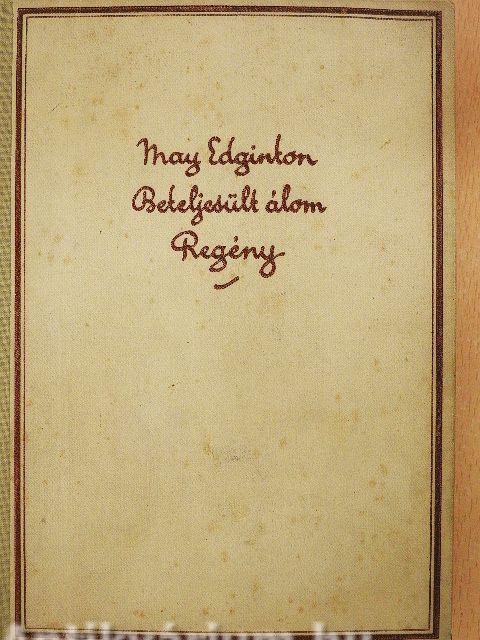 May Edginton
Beteljesült álom
Regény